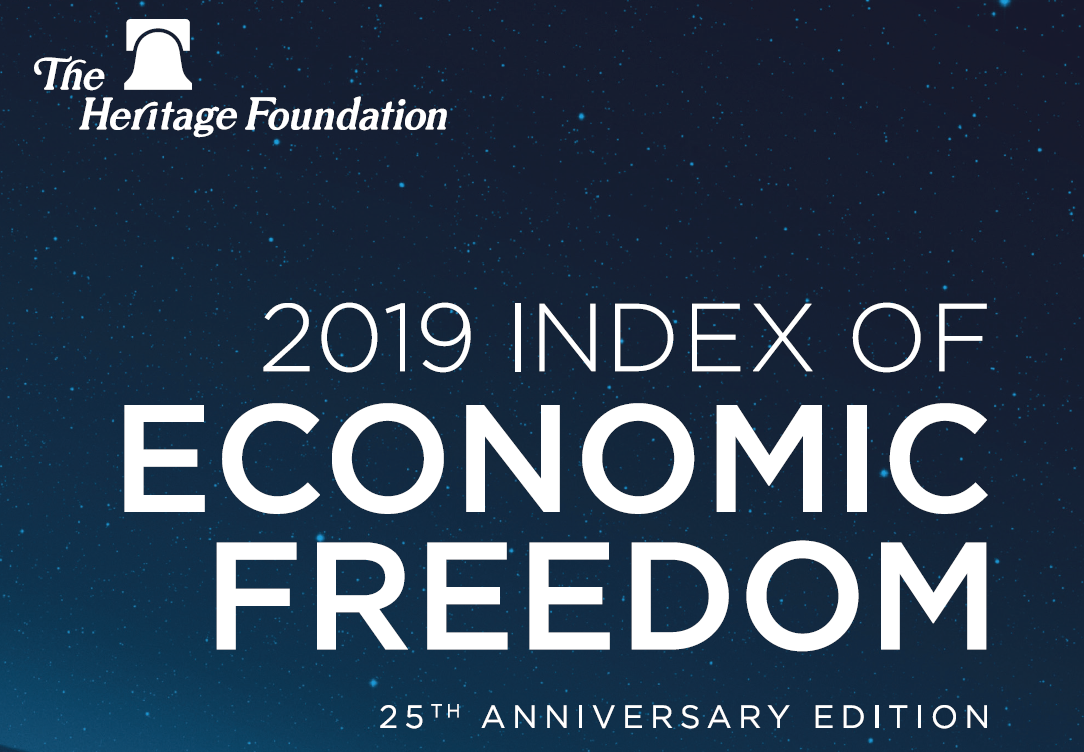 The
Heritage Foundation
2019 INDEX OF
ECONOMIC
FREEDOM
25TH ANNIVERSARY EDITION